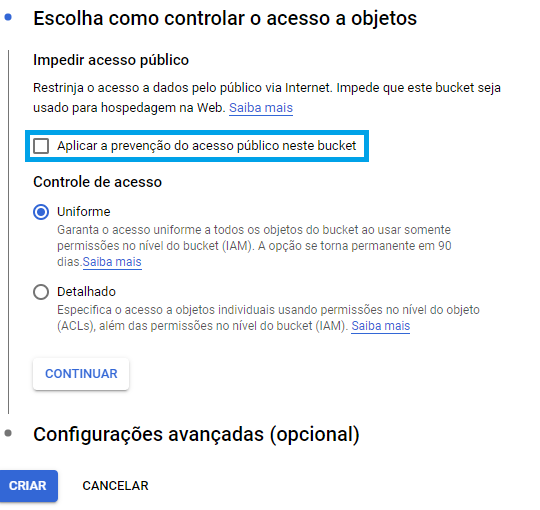 Escolha como controlar o acesso a objetos
Impedir acesso público
Restrinja o acesso a dados pelo público via Internet. Impede que este bucket seja
usado para hospedagem na Web. Saiba mais
Aplicar a prevenção do acesso público neste bucket
Controle de acesso
Uniforme
Garanta o acesso uniforme a todos os objetos do bucket ao usar somente
permissões no nível do bucket (IAM). A opção se torna permanente em 90
dias.Saiba mais
Detalhado
Especifica o acesso a objetos individuais usando permissões no nível do objeto
(ACLs), além das permissões no nível do bucket (IAM). Saiba mais
CONTINUAR
Configurações avançadas (opcional)
CRIAR CANCELAR